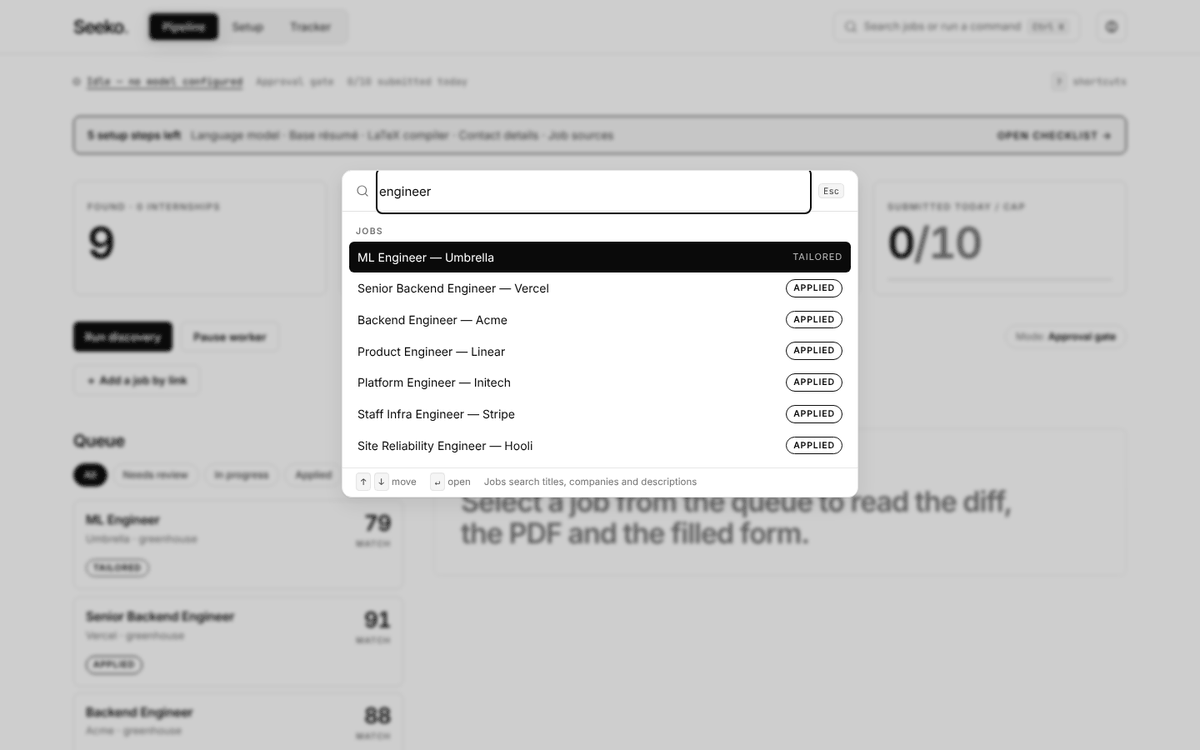 Seeko.
Pipeline Setup Tracker
Search jobs or run a command Ctrl K
Idle — no model configured Approval gate 0/10 submitted today
? shortcuts
5 setup steps left Language model · Base résumé · LaTeX compiler · Contact details · Job sources
OPEN CHECKLIST →
FOUND · 0 INTERNSHIPS
9
SUBMITTED TODAY / CAP
0/10
engineer
Esc
JOBS
ML Engineer — Umbrella TAILORED
Senior Backend Engineer — Vercel APPLIED
Backend Engineer — Acme APPLIED
Product Engineer — Linear APPLIED
Platform Engineer — Initech APPLIED
Staff Infra Engineer — Stripe APPLIED
Site Reliability Engineer — Hooli APPLIED
↑ ↓ move ↵ open Jobs search titles, companies and descriptions
Run discovery Pause worker
Mode: Approval gate
+ Add a job by link
Queue
All Needs review In progress Applied
ML Engineer 79
Umbrella · greenhouse MATCH
TAILORED
Senior Backend Engineer 91
Vercel · greenhouse MATCH
APPLIED
Backend Engineer 88
Acme · greenhouse MATCH
Select a job from the queue to read the diff,
the PDF and the filled form.